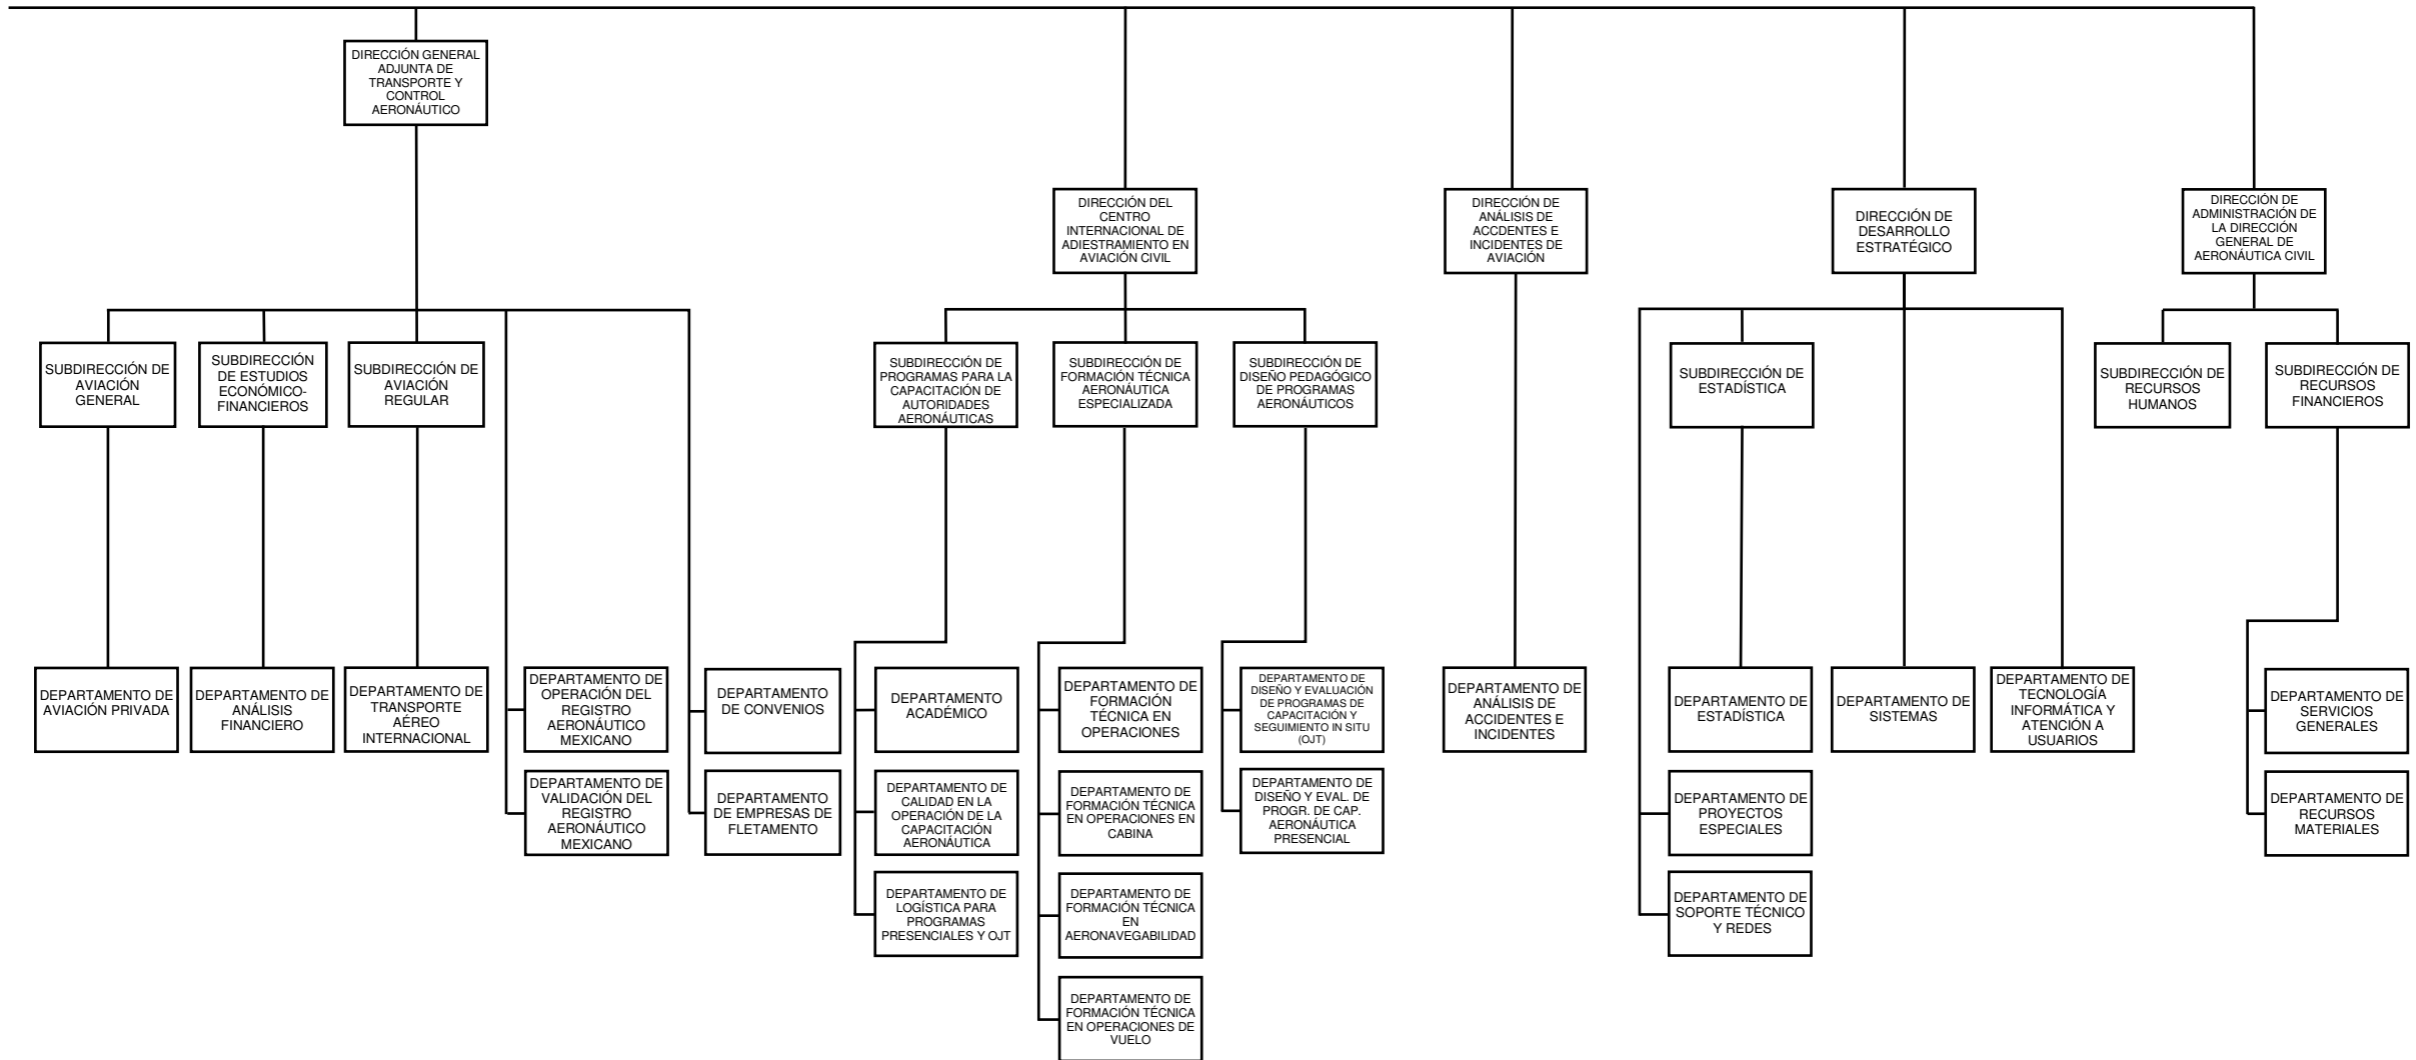 DIRECCIÓN GENERAL
ADJUNTA DE
TRANSPORTE Y
CONTROL
AERONÁUTICO
DIRECCIÓN DEL
CENTRO
INTERNACIONAL DE
ADIESTRAMIENTO EN
AVIACIÓN CIVIL
DIRECCIÓN DE
ANÁLISIS DE
ACCDENTES E
INCIDENTES DE
AVIACIÓN
DIRECCIÓN DE
DESARROLLO
ESTRATÉGICO
DIRECCIÓN DE
ADMINISTRACIÓN DE
LA DIRECCIÓN
GENERAL DE
AERONÁUTICA CIVIL
SUBDIRECCIÓN DE
AVIACIÓN
GENERAL
SUBDIRECCIÓN
DE ESTUDIOS
ECONÓMICO-
FINANCIEROS
SUBDIRECCIÓN DE
AVIACIÓN
REGULAR
SUBDIRECCIÓN DE
PROGRAMAS PARA LA
CAPACITACIÓN DE
AUTORIDADES
AERONÁUTICAS
SUBDIRECCIÓN DE
FORMACIÓN TÉCNICA
AERONÁUTICA
ESPECIALIZADA
SUBDIRECCIÓN DE
DISEÑO PEDAGÓGICO
DE PROGRAMAS
AERONÁUTICOS
SUBDIRECCIÓN DE
ESTADÍSTICA
SUBDIRECCIÓN DE
RECURSOS
HUMANOS
SUBDIRECCIÓN DE
RECURSOS
FINANCIEROS
DEPARTAMENTO DE
AVIACIÓN PRIVADA
DEPARTAMENTO DE
ANÁLISIS
FINANCIERO
DEPARTAMENTO DE
TRANSPORTE
AÉREO
INTERNACIONAL
DEPARTAMENTO DE
OPERACIÓN DEL
REGISTRO
AERONÁUTICO
MEXICANO
DEPARTAMENTO
DE CONVENIOS
DEPARTAMENTO
ACADÉMICO
DEPARTAMENTO DE
FORMACIÓN
TÉCNICA EN
OPERACIONES
DEPARTAMENTO DE
DISEÑO Y EVALUACIÓN
DE PROGRAMAS DE
CAPACITACIÓN Y
SEGUIMIENTO IN SITU
(OJT)
DEPARTAMENTO DE
ANÁLISIS DE
ACCIDENTES E
INCIDENTES
DEPARTAMENTO DE
ESTADÍSTICA
DEPARTAMENTO DE
SISTEMAS
DEPARTAMENTO DE
TECNOLOGÍA
INFORMÁTICA Y
ATENCIÓN A
USUARIOS
DEPARTAMENTO DE
SERVICIOS
GENERALES
DEPARTAMENTO DE
VALIDACIÓN DEL
REGISTRO
AERONÁUTICO
MEXICANO
DEPARTAMENTO
DE EMPRESAS DE
FLETAMENTO
DEPARTAMENTO DE
CALIDAD EN LA
OPERACIÓN DE LA
CAPACITACIÓN
AERONÁUTICA
DEPARTAMENTO DE
FORMACIÓN TÉCNICA
EN OPERACIONES EN
CABINA
DEPARTAMENTO DE
DISEÑO Y EVAL. DE
PROGR. DE CAP.
AERONÁUTICA
PRESENCIAL
DEPARTAMENTO DE
PROYECTOS
ESPECIALES
DEPARTAMENTO DE
RECURSOS
MATERIALES
DEPARTAMENTO DE
LOGÍSTICA PARA
PROGRAMAS
PRESENCIALES Y OJT
DEPARTAMENTO DE
FORMACIÓN TÉCNICA
EN
AERONAVEGABILIDAD
DEPARTAMENTO DE
SOPORTE TÉCNICO
Y REDES
DEPARTAMENTO DE
FORMACIÓN TÉCNICA
EN OPERACIONES DE
VUELO